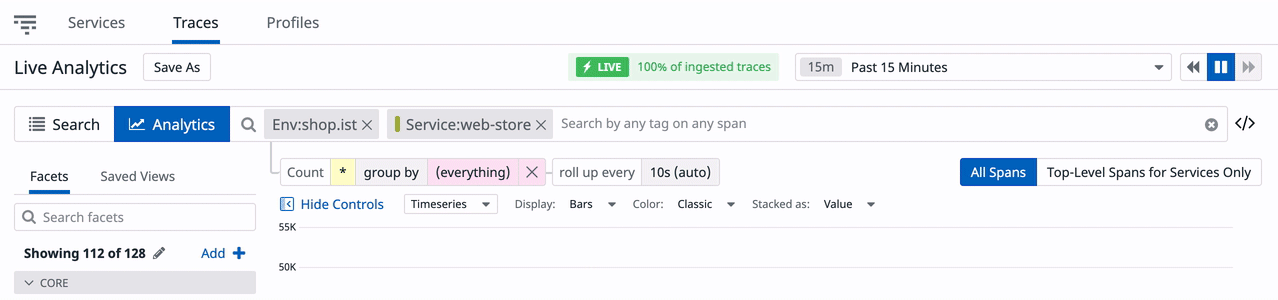 Services Traces Profiles
Live Analytics Save As LIVE 100% of ingested traces 15m Past 15 Minutes
Search Analytics Env:shop.ist Service:web-store Search by any tag on any span </>
Count * group by (everything) roll up every 10s (auto) All Spans Top-Level Spans for Services Only
Facets Saved Views
Hide Controls Timeseries Display: Bars Color: Classic Stacked as: Value
Search facets
55K
Showing 112 of 128 Add +
50K
CORE